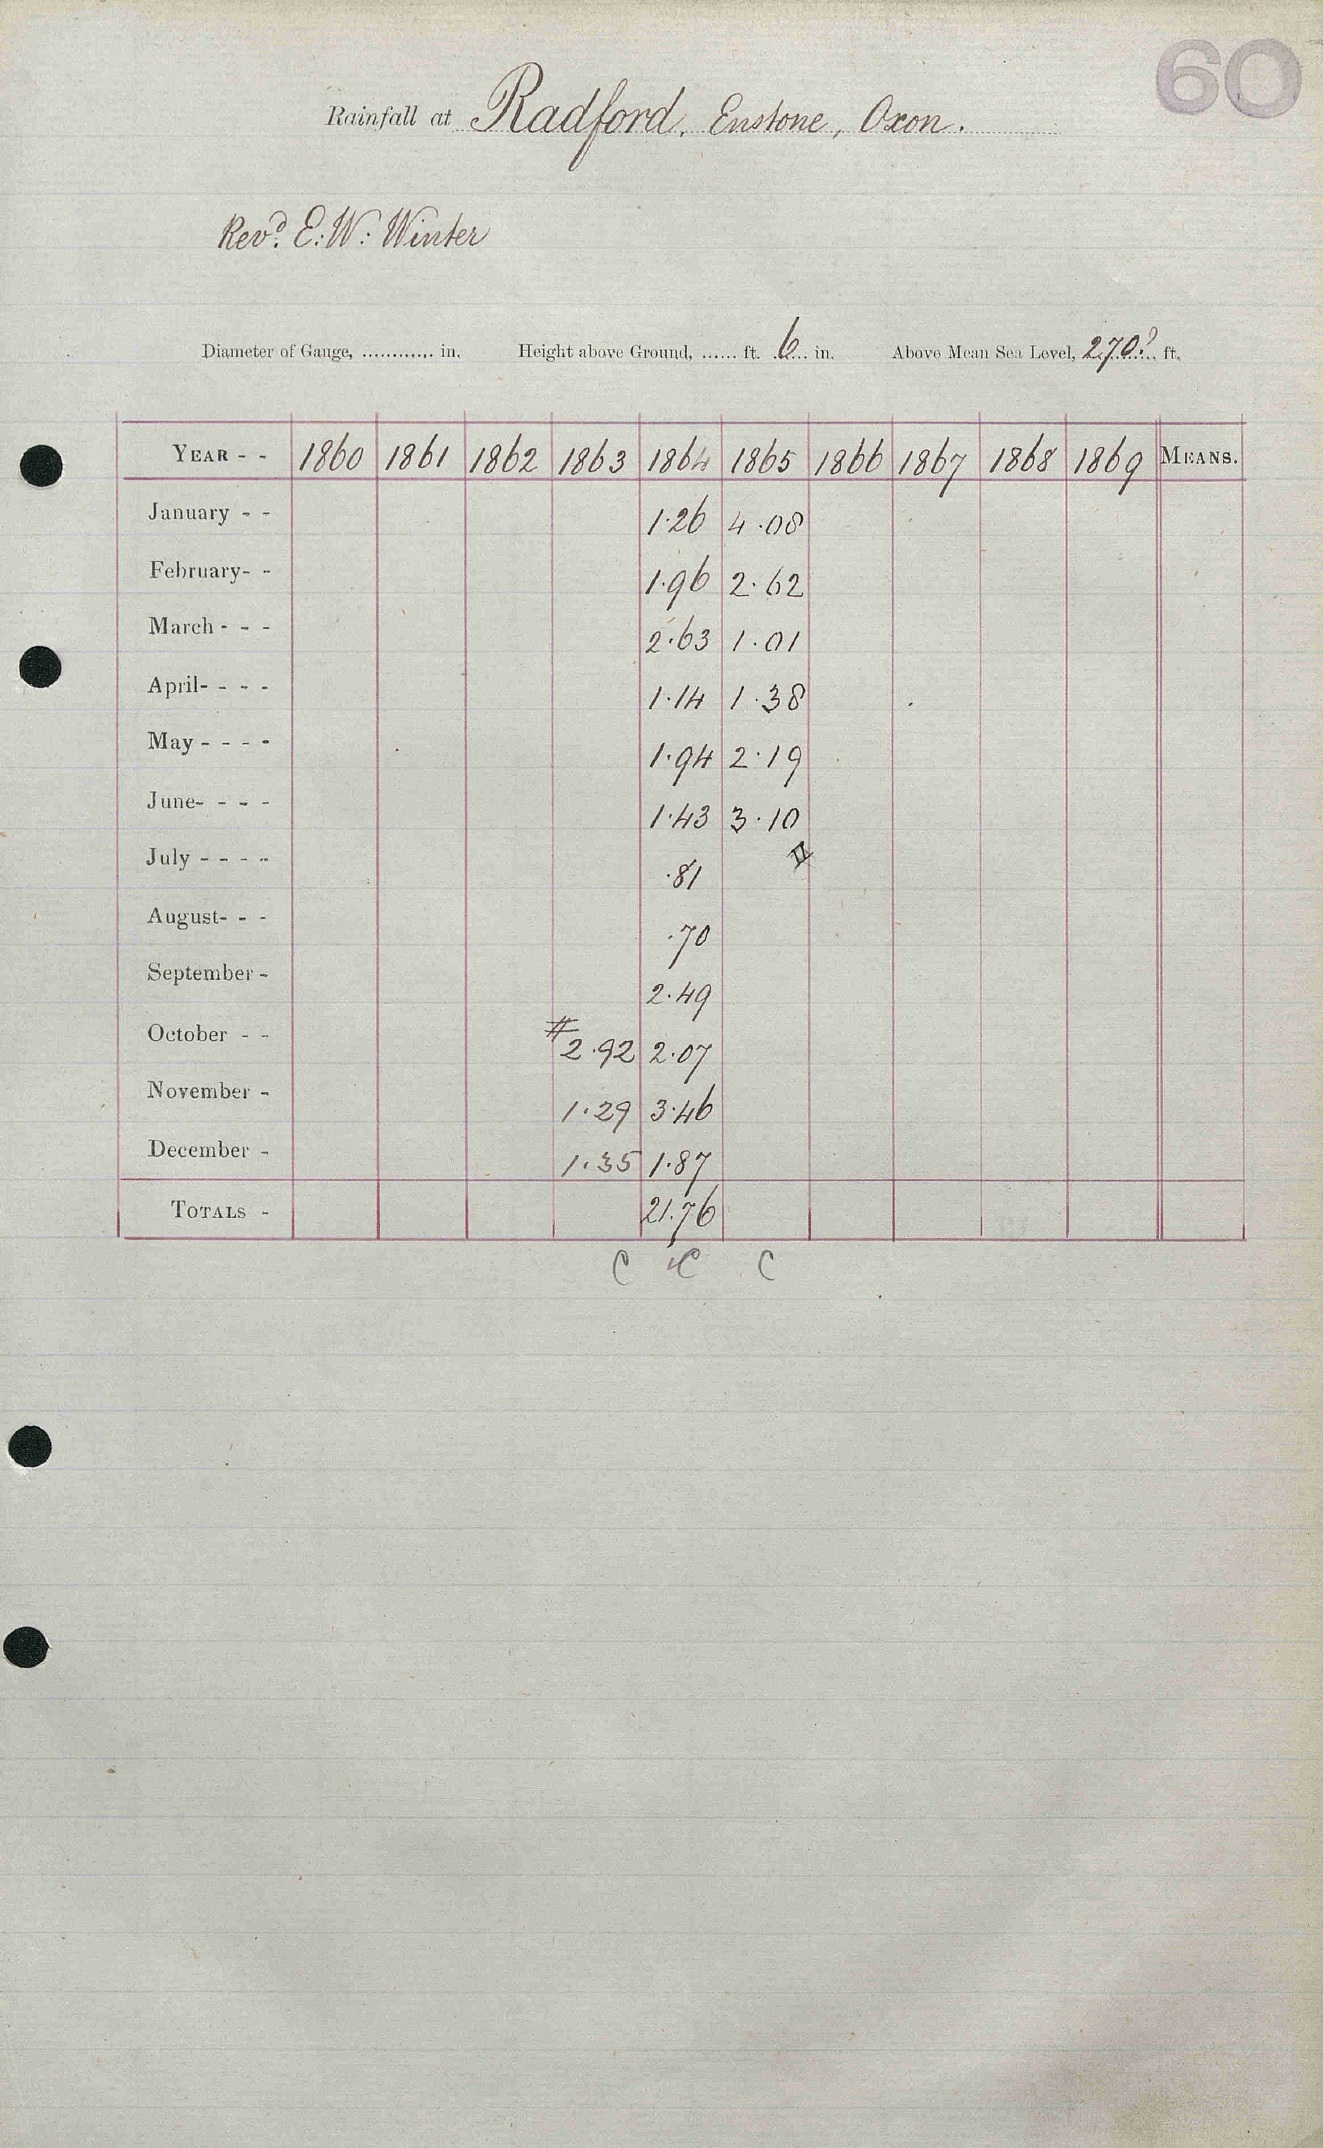 60
Rainfall at Radford, Enstone, Oxon.
Revd. E. W. Winter
Diameter of Gauge, ............ in. Height above Ground, ...... ft. 6 in. Above Mean Sea Level, 270? ft.
YEAR - - 1860 1861 1862 1863 1864 1865 1866 1867 1868 1869 MEANS.
January - - 1.26 4.08
February- - 1.96 2.62
March - - - 2.63 1.01
April- - - - 1.14 1.38
May - - - - 1.94 2.19
June- - - - 1.43 3.10
July - - - - .81
August- - - .70
September - 2.49
October - - # 2.92 2.07
November - 1.29 3.46
December - 1.35 1.87
TOTALS - 21.76
C C C